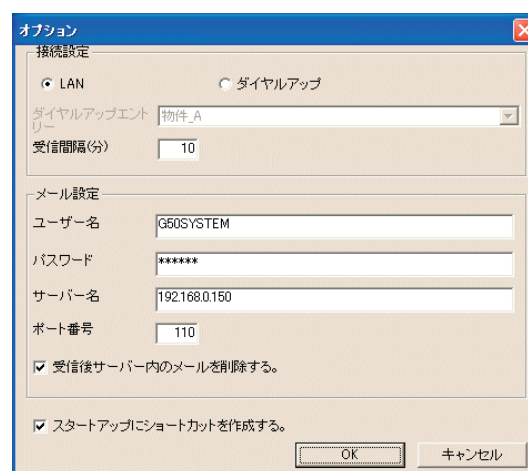 オプション
接続設定
LAN
ダイヤルアップ
ダイヤルアップエント
リー
物件_A
受信間隔(分)
10
メール設定
ユーザー名
G50SYSTEM
パスワード
******
サーバー名
192.168.0.150
ポート番号
110
受信後サーバー内のメールを削除する。
スタートアップにショートカットを作成する。
OK
キャンセル